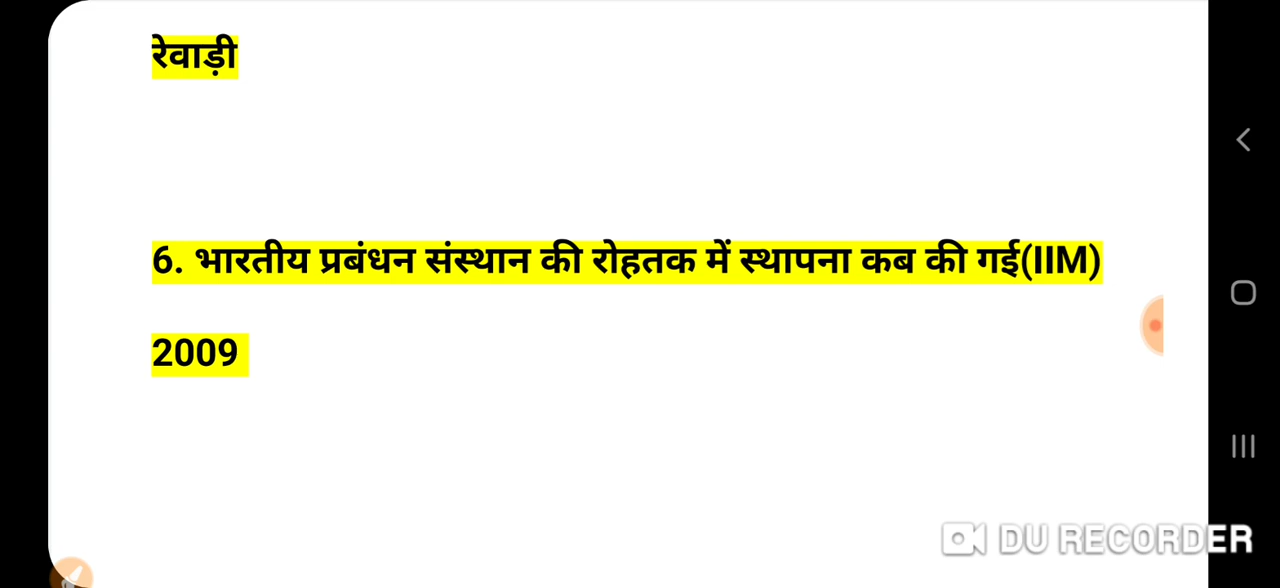 रेवाड़ी
6. भारतीय प्रबंधन संस्थान की रोहतक में स्थापना कब की गई(IIM)
2009
DU RECORDER